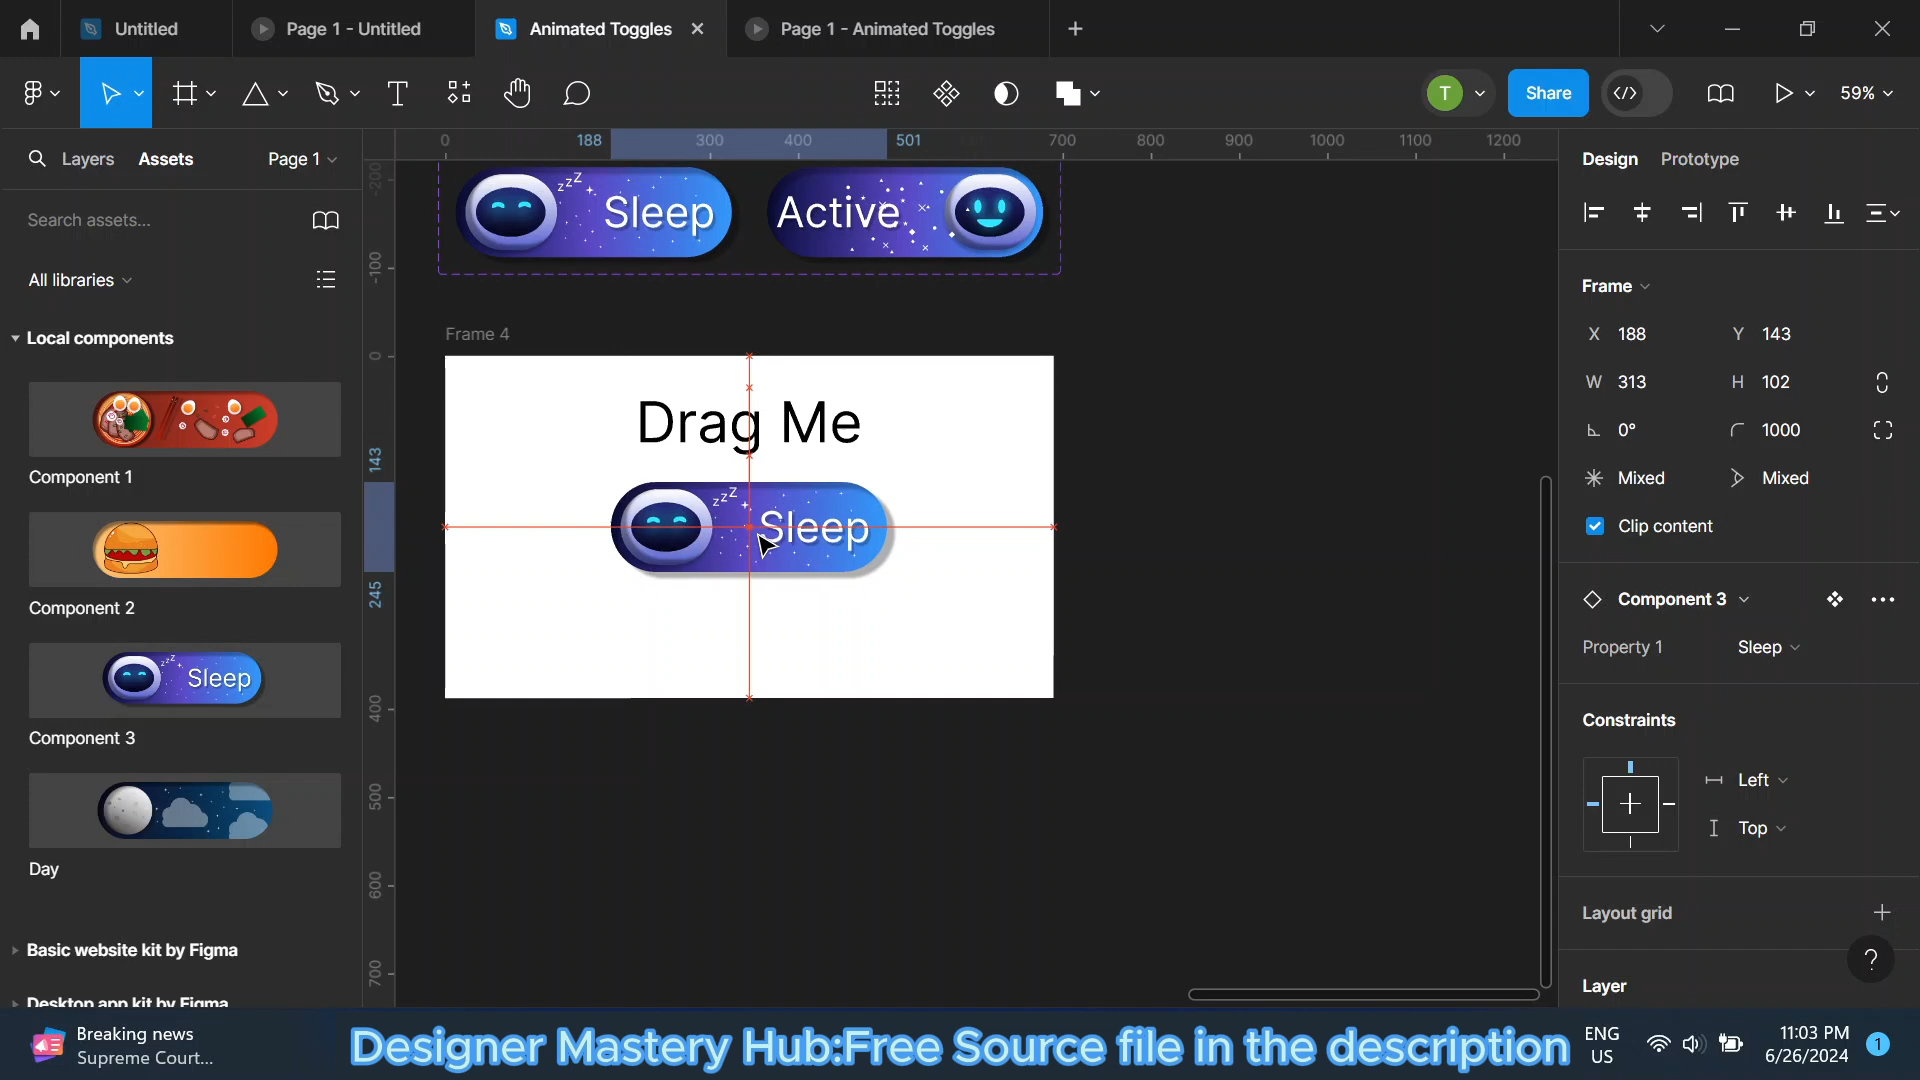 Untitled
Page 1 - Untitled
Animated Toggles
Page 1 - Animated Toggles
T
Share
59%
Layers
Assets
Page 1
Search assets...
All libraries
Local components
Component 1
Component 2
Sleep
Component 3
Day
Basic website kit by Figma
Desktop app kit by Figma
0
188
300
400
501
700
800
900
1000
1100
1200
-200
-100
0
143
245
400
500
600
700
zzZ
Sleep
Active
Frame 4
Drag Me
zzZ
Sleep
Design
Prototype
Frame
X 188
Y 143
W 313
H 102
0°
1000
Mixed
Mixed
Clip content
Component 3
Property 1
Sleep
Constraints
Left
Top
Layout grid
?
Layer
Breaking news
Supreme Court...
Designer Mastery Hub:Free Source file in the description
ENG
US
11:03 PM
6/26/2024
1